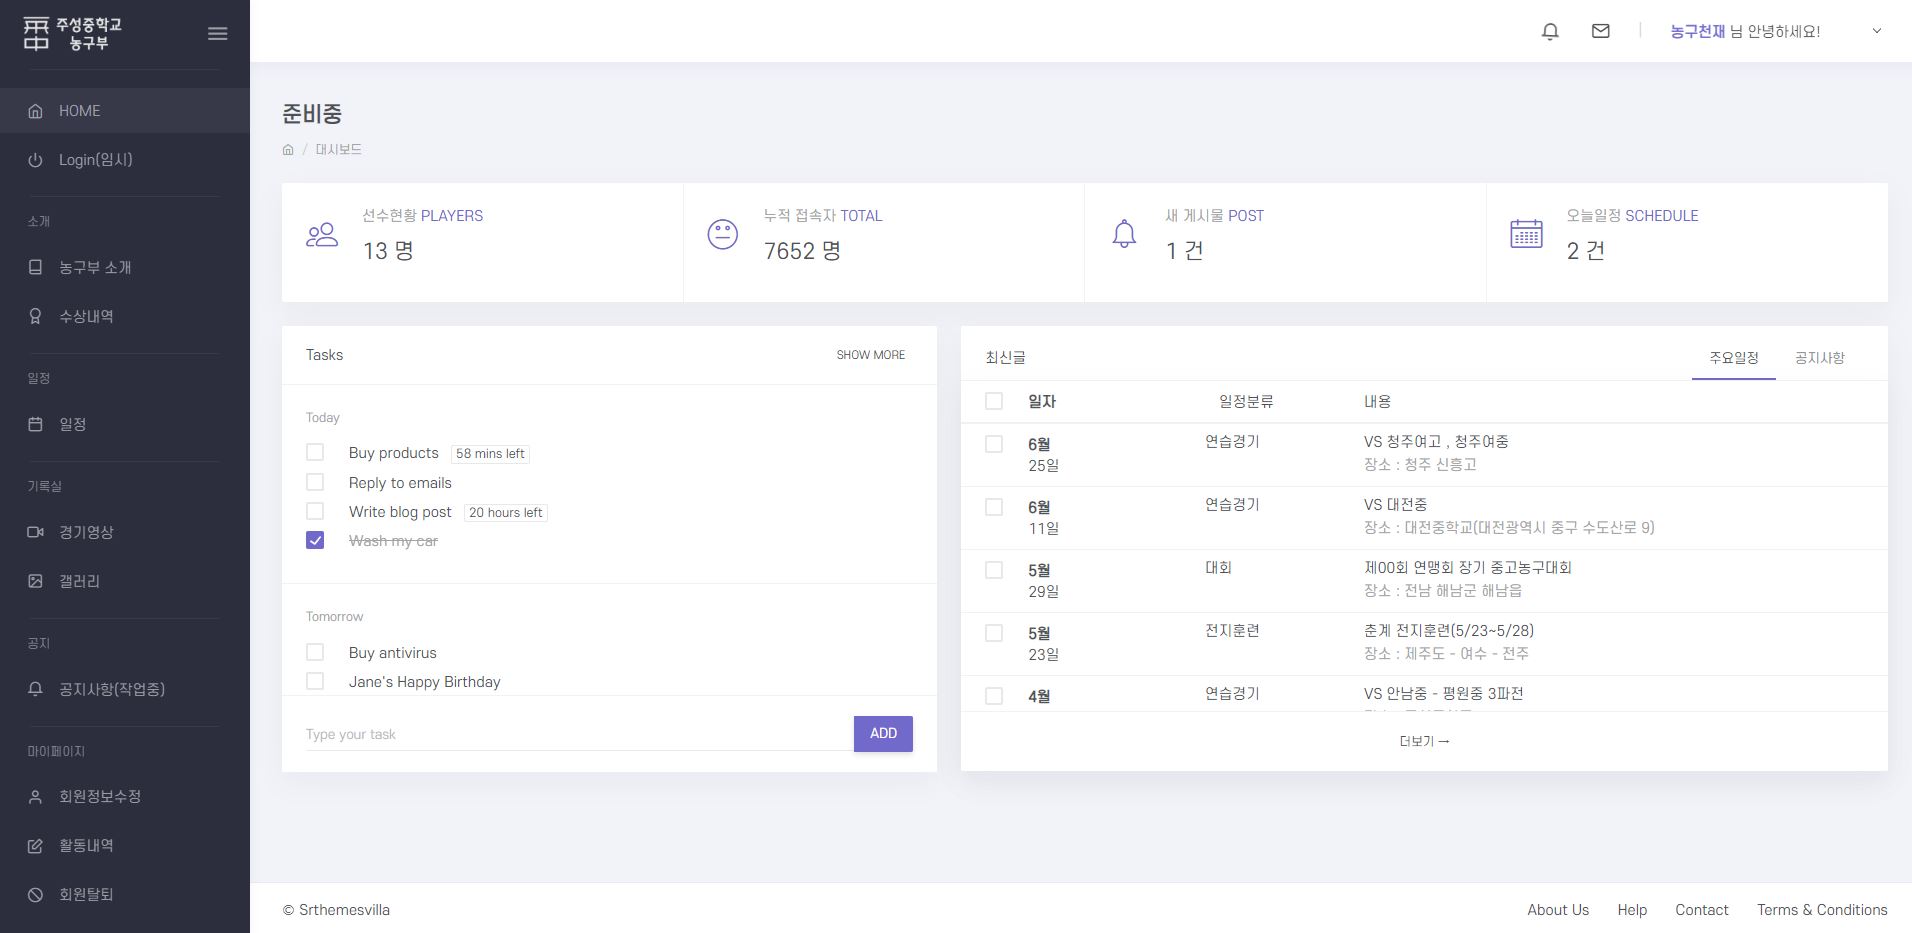 주성중학교
농구부
HOME
Login(임시)
소개
농구부 소개
수상내역
일정
일정
기록실
경기영상
갤러리
공지
공지사항(작업중)
마이페이지
회원정보수정
활동내역
회원탈퇴
농구천재 님 안녕하세요!
준비중
/ 대시보드
선수현황 PLAYERS
13 명
누적 접속자 TOTAL
7652 명
새 게시물 POST
1 건
오늘일정 SCHEDULE
2 건
Tasks
SHOW MORE
Today
Buy products 58 mins left
Reply to emails
Write blog post 20 hours left
Wash my car
Tomorrow
Buy antivirus
Jane's Happy Birthday
Type your task
ADD
최신글
주요일정 공지사항
일자 일정분류 내용
6월
25일
연습경기
VS 청주여고 , 청주여중
장소 : 청주 신흥고
6월
11일
연습경기
VS 대전중
장소 : 대전중학교(대전광역시 중구 수도산로 9)
5월
29일
대회
제00회 연맹회 장기 중고농구대회
장소 : 전남 해남군 해남읍
5월
23일
전지훈련
춘계 전지훈련(5/23~5/28)
장소 : 제주도 - 여수 - 전주
4월
연습경기
VS 안남중 - 평원중 3파전
더보기 →
© Srthemesvilla
About Us Help Contact Terms & Conditions